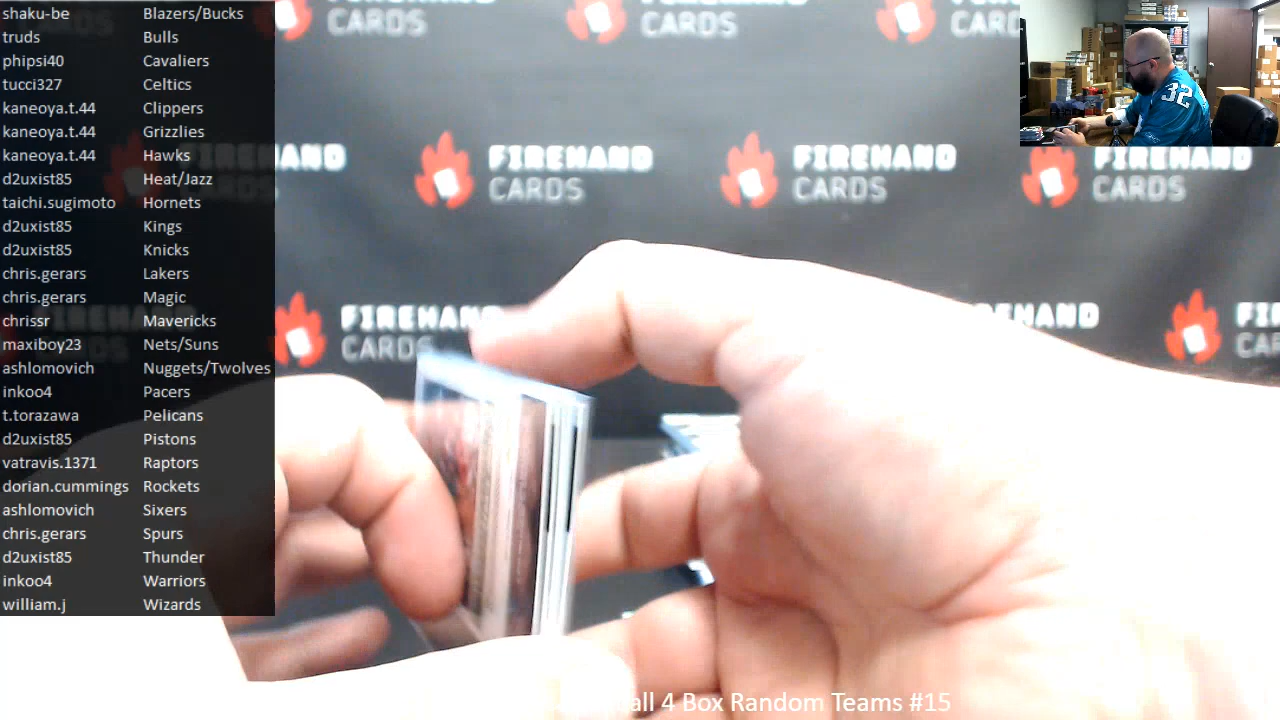 shaku-be Blazers/Bucks
truds Bulls
phipsi40 Cavaliers
tucci327 Celtics
kaneoya.t.44 Clippers
kaneoya.t.44 Grizzlies
kaneoya.t.44 Hawks
d2uxist85 Heat/Jazz
taichi.sugimoto Hornets
d2uxist85 Kings
d2uxist85 Knicks
chris.gerars Lakers
chris.gerars Magic
chrissr Mavericks
maxiboy23 Nets/Suns
ashlomovich Nuggets/Twolves
inkoo4 Pacers
t.torazawa Pelicans
d2uxist85 Pistons
vatravis.1371 Raptors
dorian.cummings Rockets
ashlomovich Sixers
chris.gerars Spurs
d2uxist85 Thunder
inkoo4 Warriors
william.j Wizards
CARDS
CARDS
CARDS
FIREHAND
CARDS
FIREHAND
CARDS
FIREHAND
CARDS
FIREHAND
CARDS
FIREHAND
CARDS
32
4 Box Random Teams #15